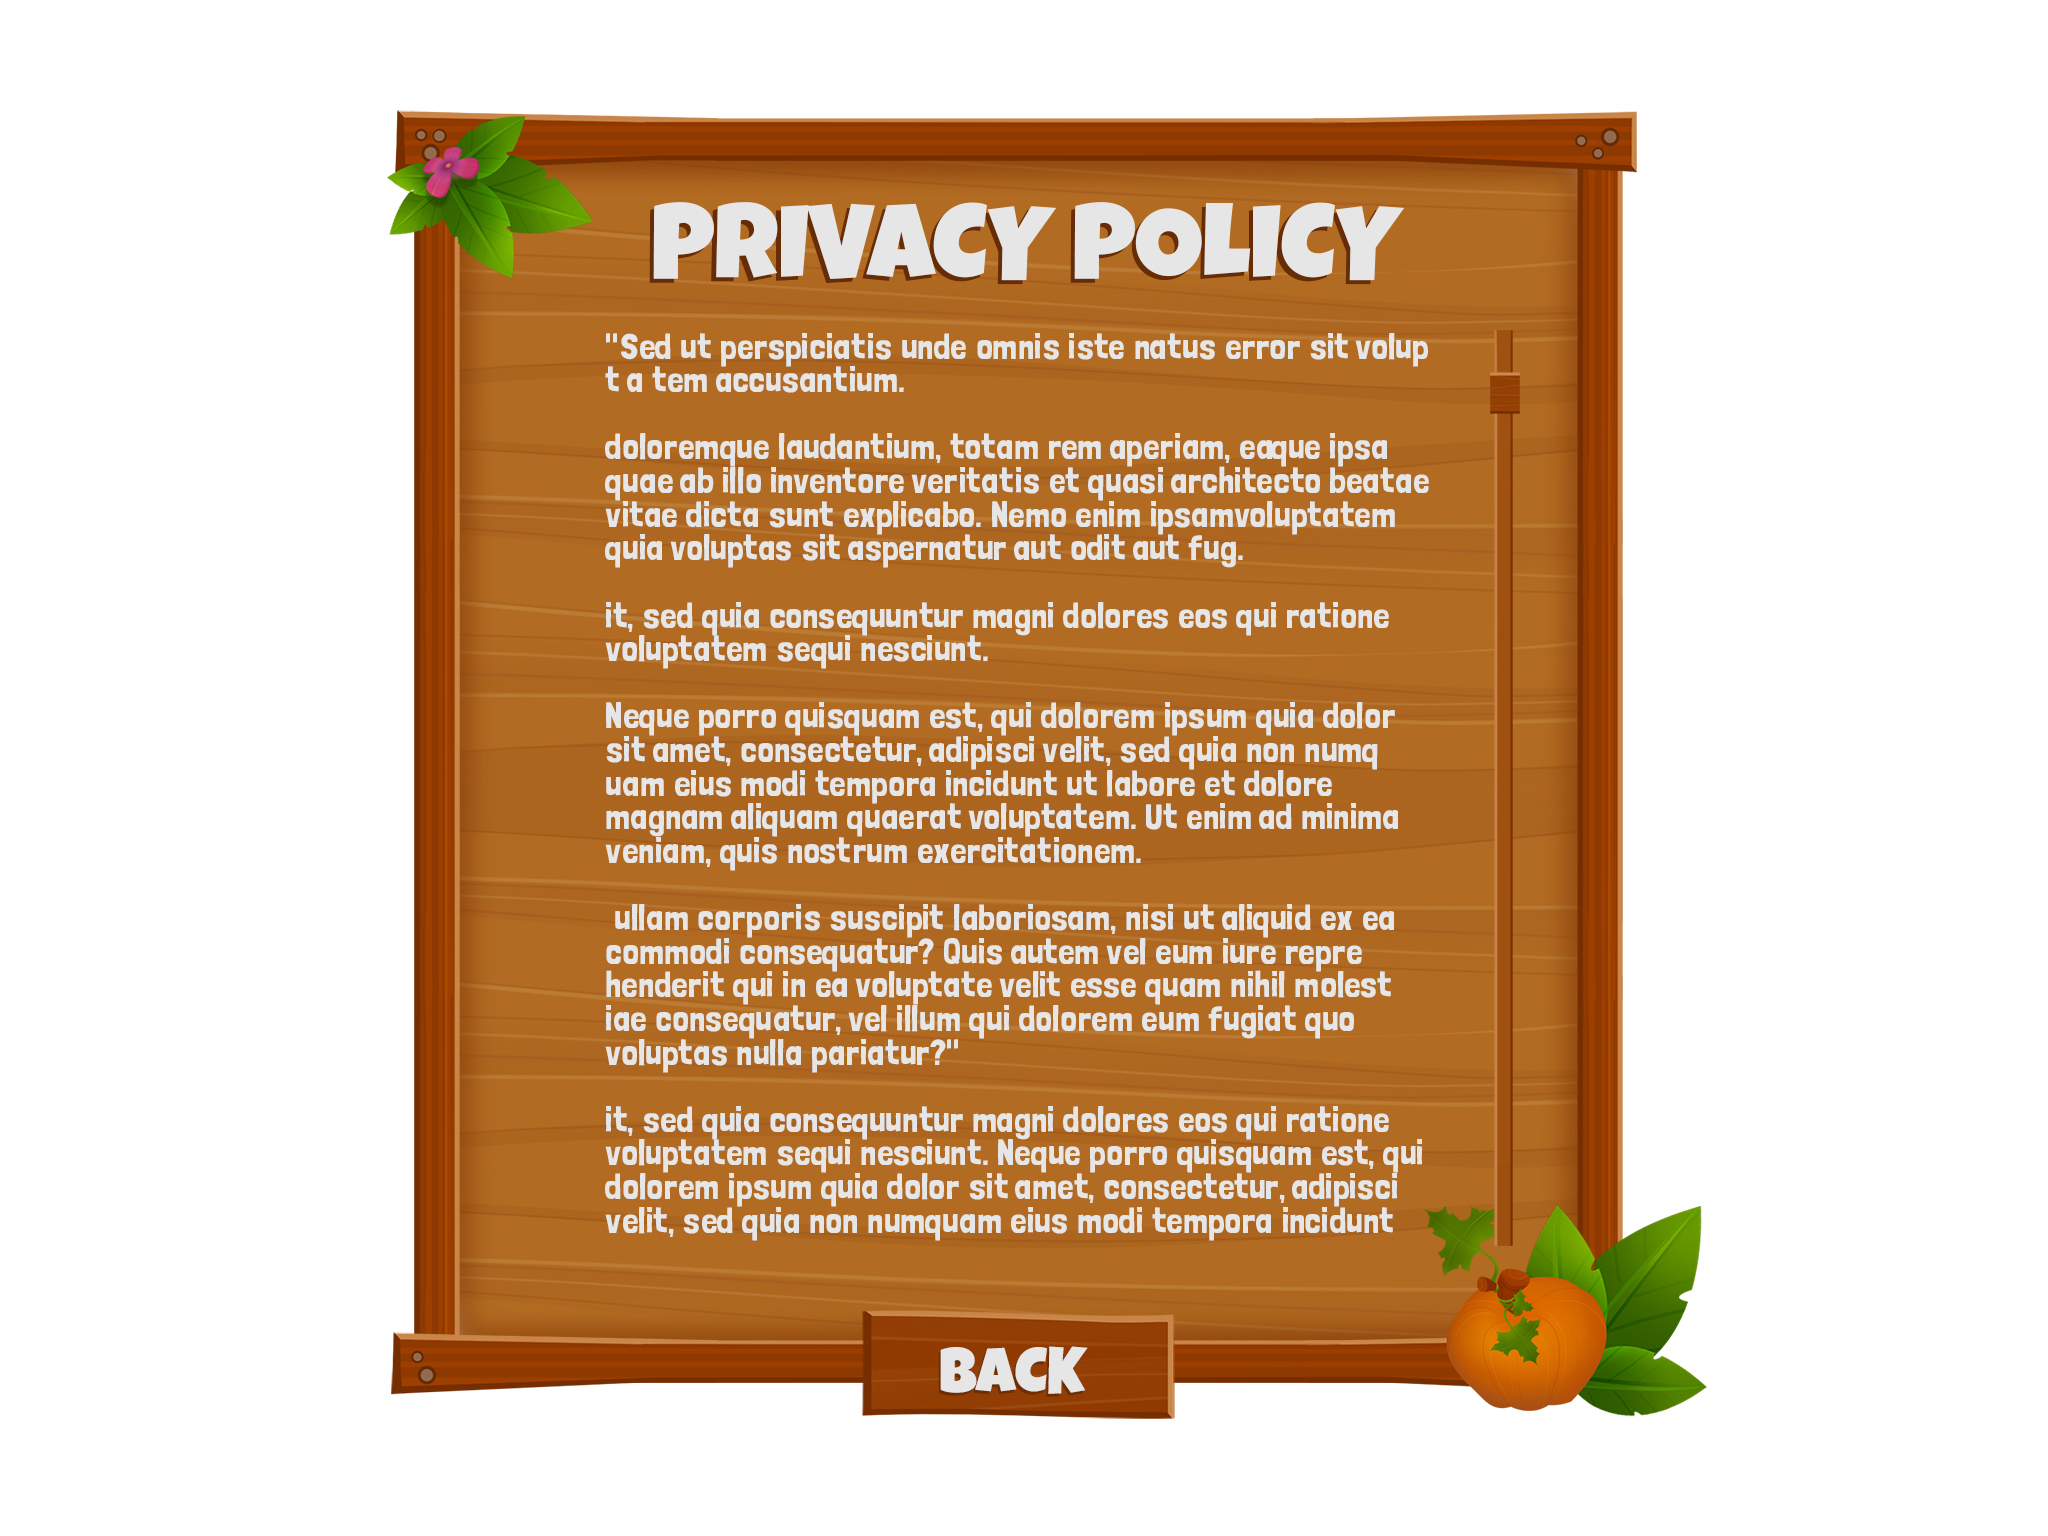 PRIVACY POLICY
"Sed ut perspiciatis unde omnis iste natus error sit volup
t a tem accusantium.
doloremque laudantium, totam rem aperiam, eaque ipsa
quae ab illo inventore veritatis et quasi architecto beatae
vitae dicta sunt explicabo. Nemo enim ipsamvoluptatem
quia voluptas sit aspernatur aut odit aut fug.
it, sed quia consequuntur magni dolores eos qui ratione
voluptatem sequi nesciunt.
Neque porro quisquam est, qui dolorem ipsum quia dolor
sit amet, consectetur, adipisci velit, sed quia non numq
uam eius modi tempora incidunt ut labore et dolore
magnam aliquam quaerat voluptatem. Ut enim ad minima
veniam, quis nostrum exercitationem.
ullam corporis suscipit laboriosam, nisi ut aliquid ex ea
commodi consequatur? Quis autem vel eum iure repre
henderit qui in ea voluptate velit esse quam nihil molest
iae consequatur, vel illum qui dolorem eum fugiat quo
voluptas nulla pariatur?"
it, sed quia consequuntur magni dolores eos qui ratione
voluptatem sequi nesciunt. Neque porro quisquam est, qui
dolorem ipsum quia dolor sit amet, consectetur, adipisci
velit, sed quia non numquam eius modi tempora incidunt
BACK